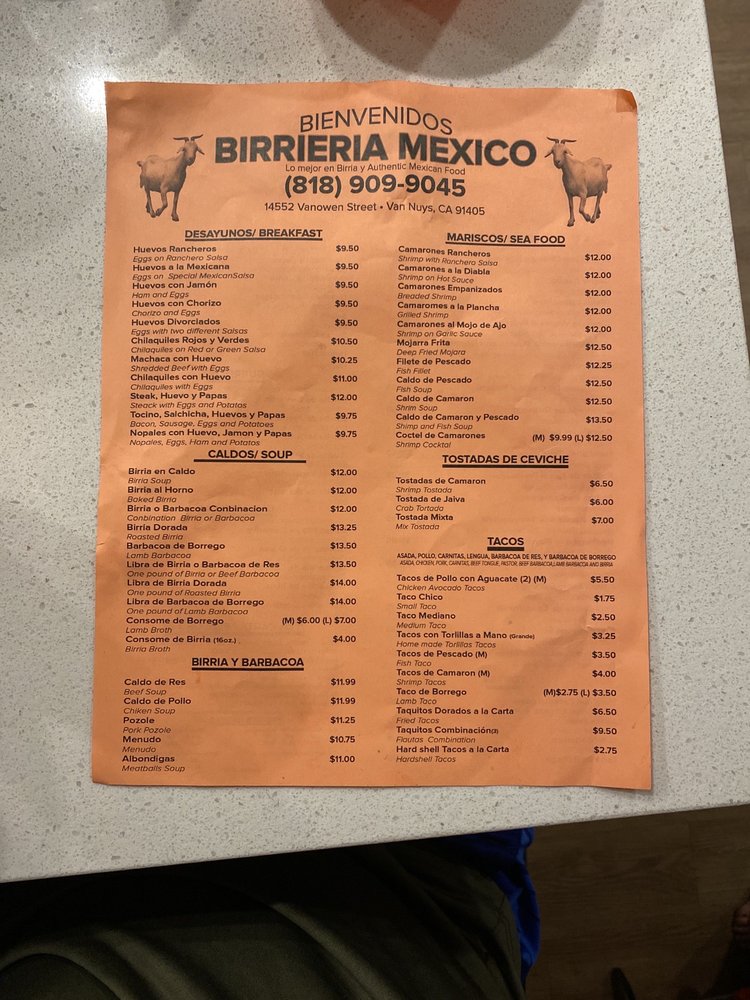 BIENVENIDOS
BIRRIERIA MEXICO
Lo mejor en Birria y Authentic Mexican Food
(818) 909-9045
14552 Vanowen Street • Van Nuys, CA 91405
DESAYUNOS/ BREAKFAST
Huevos Rancheros $9.50
Eggs on Ranchero Salsa
Huevos a la Mexicana $9.50
Eggs on Special MexicanSalsa
Huevos con Jamón $9.50
Ham and Eggs
Huevos con Chorizo $9.50
Chorizo and Eggs
Huevos Divorciados $9.50
Eggs with two different Salsas
Chilaquiles Rojos y Verdes $10.50
Chilaquiles on Red or Green Salsa
Machaca con Huevo $10.25
Shredded Beef with Eggs
Chilaquiles con Huevo $11.00
Chilaquiles with Eggs
Steak, Huevo y Papas $12.00
Steack with Eggs and Potatos
Tocino, Salchicha, Huevos y Papas $9.75
Bacon, Sausage, Eggs and Potatoes
Nopales con Huevo, Jamon y Papas $9.75
Nopales, Eggs, Ham and Potatos
CALDOS/ SOUP
Birria en Caldo $12.00
Birria Soup
Birria al Horno $12.00
Baked Birria
Birria o Barbacoa Conbinacion $12.00
Conbination Birria or Barbacoa
Birria Dorada $13.25
Roasted Birria
Barbacoa de Borrego $13.50
Lamb Barbacoa
Libra de Birria o Barbacoa de Res $13.50
One pound of Birria or Beef Barbacoa
Libra de Birria Dorada $14.00
One pound of Roasted Birria
Libra de Barbacoa de Borrego $14.00
One pound of Lamb Barbacoa
Consome de Borrego (M) $6.00 (L) $7.00
Lamb Broth
Consome de Birria (16oz.) $4.00
Birria Broth
BIRRIA Y BARBACOA
Caldo de Res $11.99
Beef Soup
Caldo de Pollo $11.99
Chiken Soup
Pozole $11.25
Pork Pozole
Menudo $10.75
Menudo
Albondigas $11.00
Meatballs Soup
MARISCOS/ SEA FOOD
Camarones Rancheros $12.00
Shrimp with Ranchero Salsa
Camarones a la Diabla $12.00
Shrimp on Hot Sauce
Camarones Empanizados $12.00
Breaded Shrimp
Camaromes a la Plancha $12.00
Grilled Shrimp
Camarones al Mojo de Ajo $12.00
Shrimp on Garlic Sauce
Mojarra Frita $12.50
Deep Fried Mojara
Filete de Pescado $12.25
Fish Fillet
Caldo de Pescado $12.50
Fish Soup
Caldo de Camaron $12.50
Shrim Soup
Caldo de Camaron y Pescado $13.50
Shimp and Fish Soup
Coctel de Camarones (M) $9.99 (L) $12.50
Shrimp Cocktal
TOSTADAS DE CEVICHE
Tostadas de Camaron $6.50
Shrimp Tostada
Tostada de Jaiva $6.00
Crab Tortada
Tostada Mixta $7.00
Mix Tostada
TACOS
ASADA, POLLO, CARNITAS, LENGUA, BARBACOA DE RES, Y BARBACOA DE BORREGO
ASADA, CHICKEN, PORK, CARNITAS, BEEF TONGUE, PASTOR, BEEF BARBACOA, LAMB BARBACOA AND BIRRIA
Tacos de Pollo con Aguacate (2) (M) $5.50
Chicken Avocado Tacos
Taco Chico $1.75
Small Taco
Taco Mediano $2.50
Medium Taco
Tacos con Torlillas a Mano (Grande) $3.25
Home made Torlillas Tacos
Tacos de Pescado (M) $3.50
Fish Taco
Tacos de Camaron (M) $4.00
Shrimp Tacos
Taco de Borrego (M)$2.75 (L) $3.50
Lamb Taco
Taquitos Dorados a la Carta $6.50
Fried Tacos
Taquitos Combinación(3) $9.50
Flautas Combination
Hard shell Tacos a la Carta $2.75
Hardshell Tacos